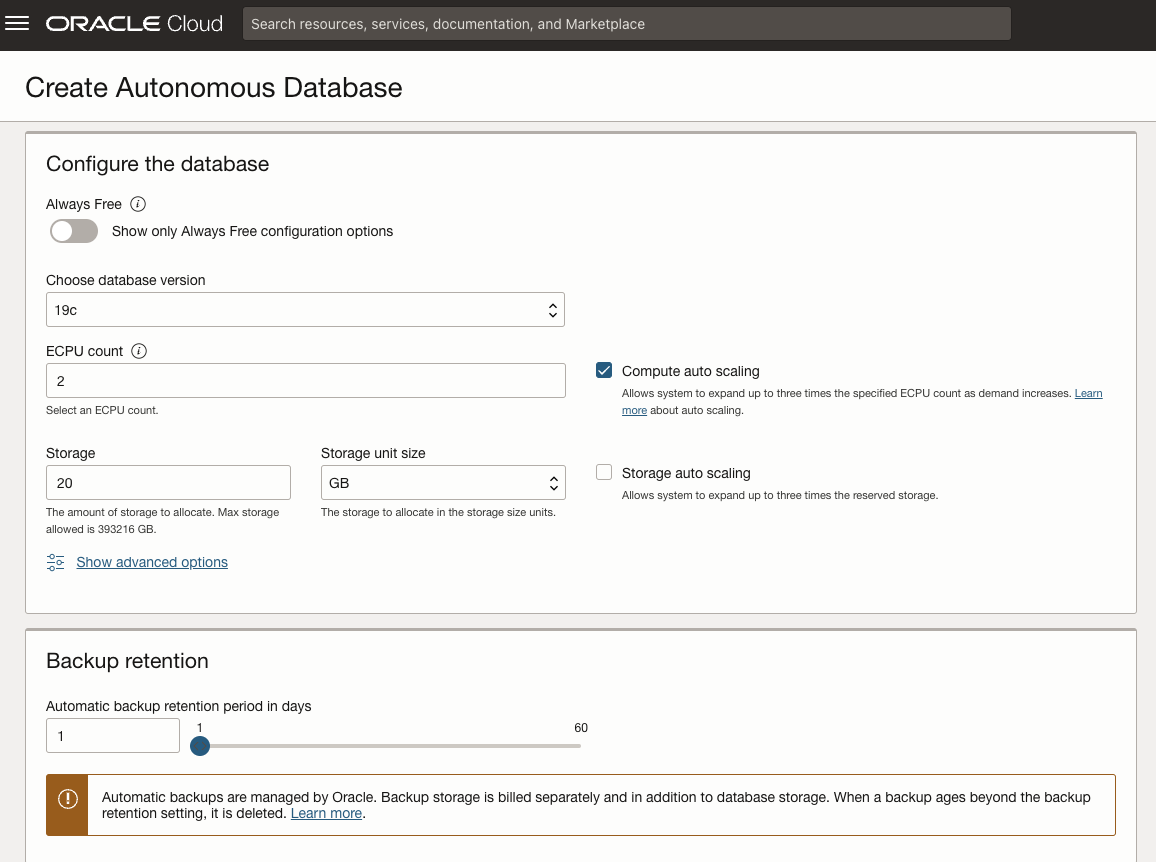 ORACLE Cloud
Search resources, services, documentation, and Marketplace
Create Autonomous Database
Configure the database
Always Free
Show only Always Free configuration options
Choose database version
19c
ECPU count
2
Select an ECPU count.
Compute auto scaling
Allows system to expand up to three times the specified ECPU count as demand increases. Learn
more about auto scaling.
Storage
20
The amount of storage to allocate. Max storage
allowed is 393216 GB.
Storage unit size
GB
The storage to allocate in the storage size units.
Storage auto scaling
Allows system to expand up to three times the reserved storage.
Show advanced options
Backup retention
Automatic backup retention period in days
1
1
60
Automatic backups are managed by Oracle. Backup storage is billed separately and in addition to database storage. When a backup ages beyond the backup
retention setting, it is deleted. Learn more.